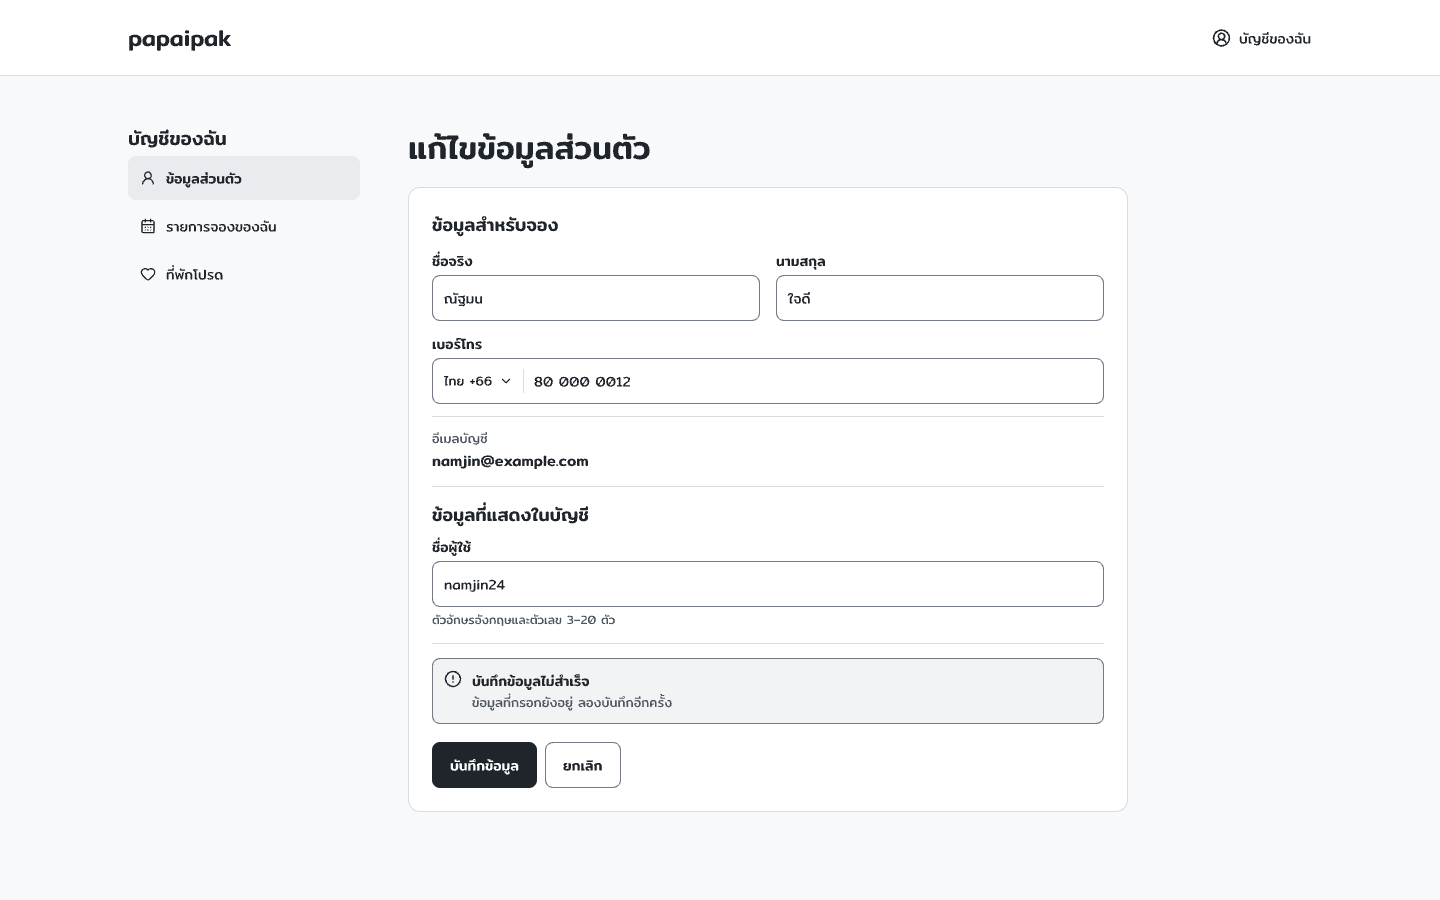 papaipak
บัญชีของฉัน
บัญชีของฉัน
ข้อมูลส่วนตัว
รายการจองของฉัน
ที่พักโปรด
แก้ไขข้อมูลส่วนตัว
ข้อมูลสำหรับจอง
ชื่อจริง
นามสกุล
ณัฐมน
ใจดี
เบอร์โทร
ไทย +66
80 000 0012
อีเมลบัญชี
namjin@example.com
ข้อมูลที่แสดงในบัญชี
ชื่อผู้ใช้
namjin24
ตัวอักษรอังกฤษและตัวเลข 3–20 ตัว
บันทึกข้อมูลไม่สำเร็จ
ข้อมูลที่กรอกยังอยู่ ลองบันทึกอีกครั้ง
บันทึกข้อมูล
ยกเลิก